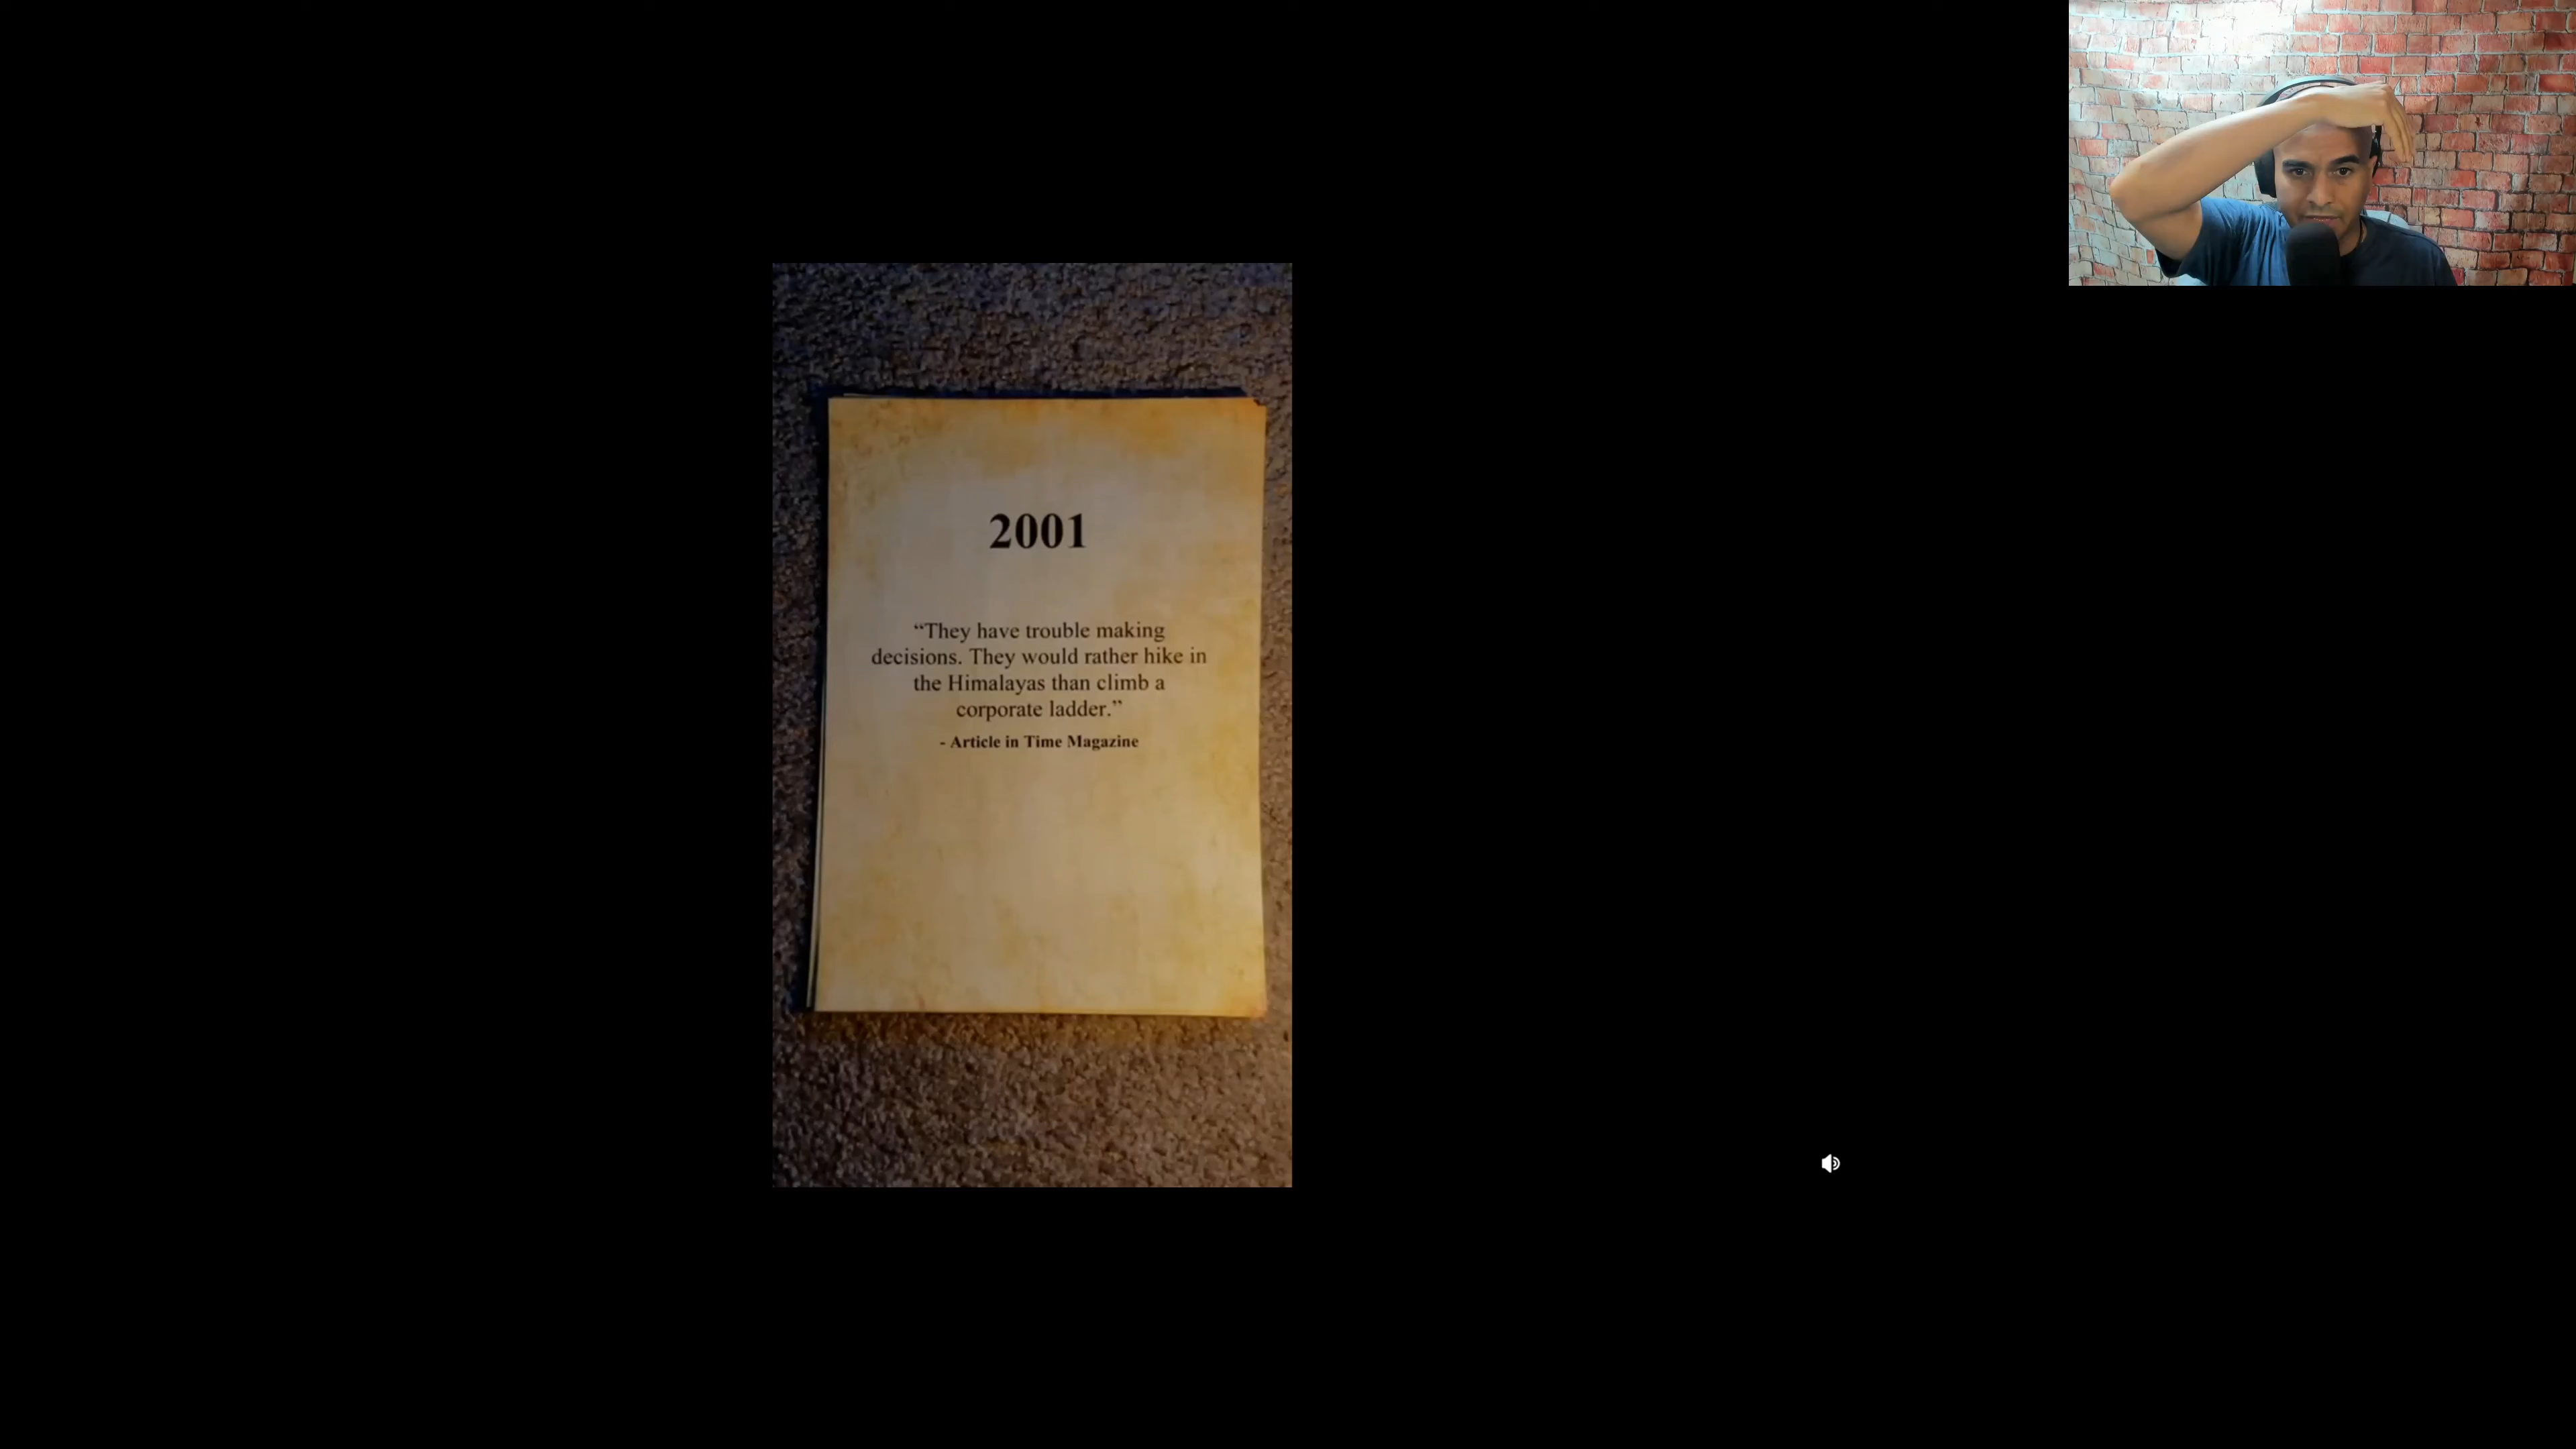 2001
“They have trouble making
decisions. They would rather hike in
the Himalayas than climb a
corporate ladder.”
- Article in Time Magazine